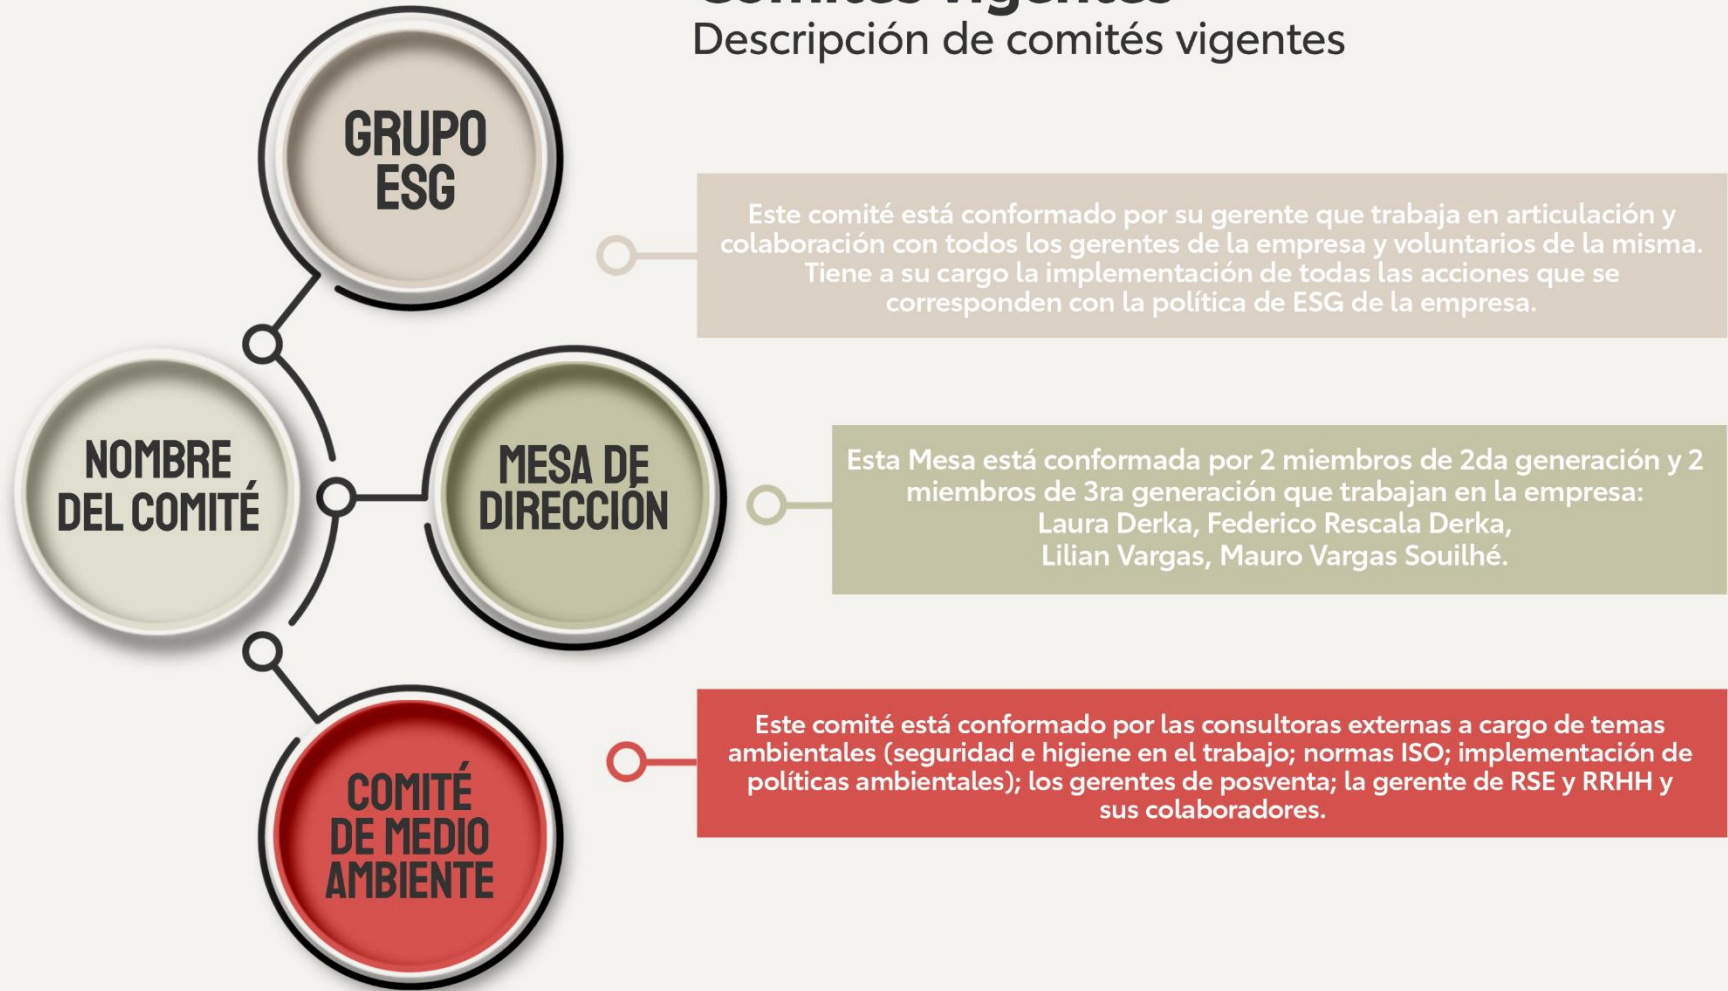 Comités vigentes
Descripción de comités vigentes
GRUPO
ESG
Este comité está conformado por su gerente que trabaja en articulación y
colaboración con todos los gerentes de la empresa y voluntarios de la misma.
Tiene a su cargo la implementación de todas las acciones que se
corresponden con la política de ESG de la empresa.
NOMBRE
DEL COMITÉ
MESA DE
DIRECCIÓN
Esta Mesa está conformada por 2 miembros de 2da generación y 2
miembros de 3ra generación que trabajan en la empresa:
Laura Derka, Federico Rescala Derka,
Lilian Vargas, Mauro Vargas Souilhé.
COMITÉ
DE MEDIO
AMBIENTE
Este comité está conformado por las consultoras externas a cargo de temas
ambientales (seguridad e higiene en el trabajo; normas ISO; implementación de
políticas ambientales); los gerentes de posventa; la gerente de RSE y RRHH y
sus colaboradores.